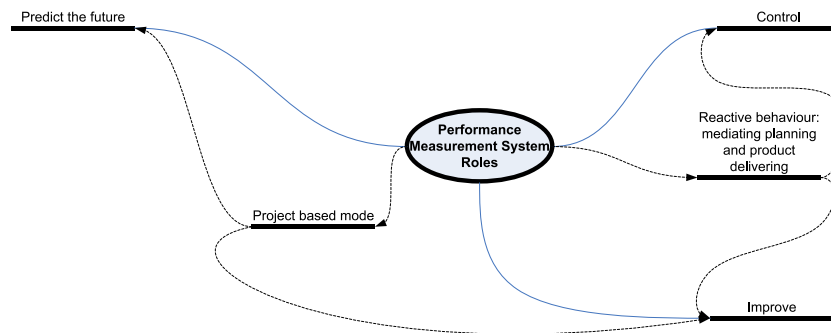 Predict the future
Control
Performance
Measurement System
Roles
Reactive behaviour:
mediating planning
and product
delivering
Project based mode
Improve